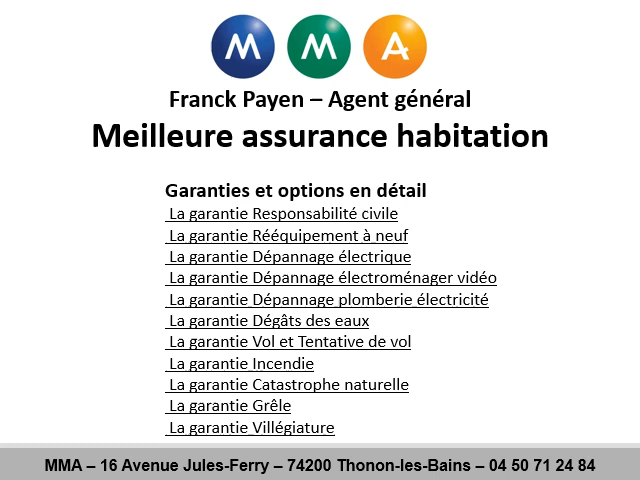 MMA
Franck Payen – Agent général
Meilleure assurance habitation
Garanties et options en détail
La garantie Responsabilité civile
La garantie Rééquipement à neuf
La garantie Dépannage électrique
La garantie Dépannage électroménager vidéo
La garantie Dépannage plomberie électricité
La garantie Dégâts des eaux
La garantie Vol et Tentative de vol
La garantie Incendie
La garantie Catastrophe naturelle
La garantie Grêle
La garantie Villégiature
MMA – 16 Avenue Jules-Ferry – 74200 Thonon-les-Bains – 04 50 71 24 84